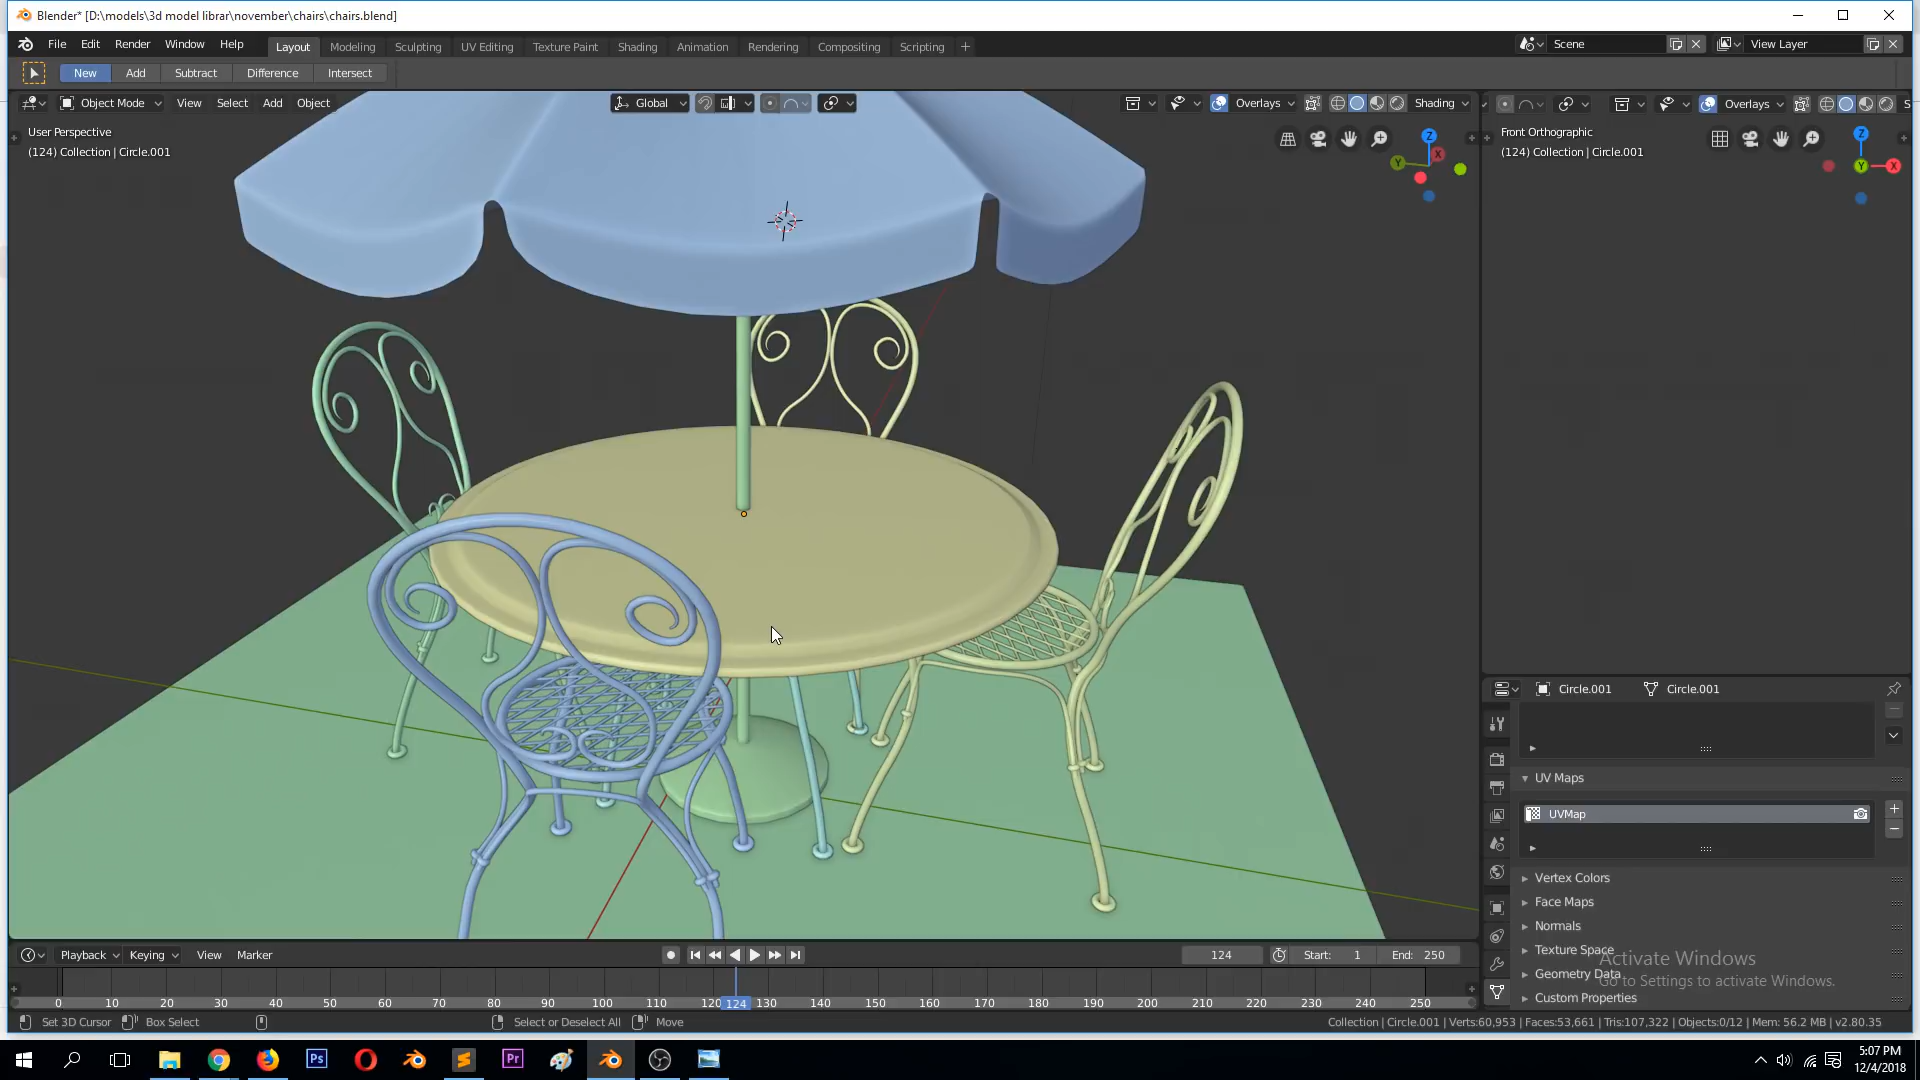 Blender* [D:\models\3d model librar\november\chairs\chairs.blend]
File Edit Render Window Help Layout Modeling Sculpting UV Editing Texture Paint Shading Animation Rendering Compositing Scripting + Scene View Layer
New Add Subtract Difference Intersect
Object Mode View Select Add Object Global Overlays Shading Overlays S
User Perspective
(124) Collection | Circle.001
Z
Y
X
Front Orthographic
(124) Collection | Circle.001
Z
Y
X
Circle.001 Circle.001
UV Maps
UVMap
Vertex Colors
Face Maps
Normals
Texture Space
Geometry Data
Custom Properties
Activate Windows
Go to Settings to activate Windows.
Playback Keying View Marker 124 Start: 1 End: 250
0 10 20 30 40 50 60 70 80 90 100 110 120 124 130 140 150 160 170 180 190 200 210 220 230 240 250
Set 3D Cursor Box Select Select or Deselect All Move Collection | Circle.001 | Verts:60,953 | Faces:53,661 | Tris:107,322 | Objects:0/12 | Mem: 56.2 MB | v2.80.35
Ps
Pr
5:07 PM
12/4/2018